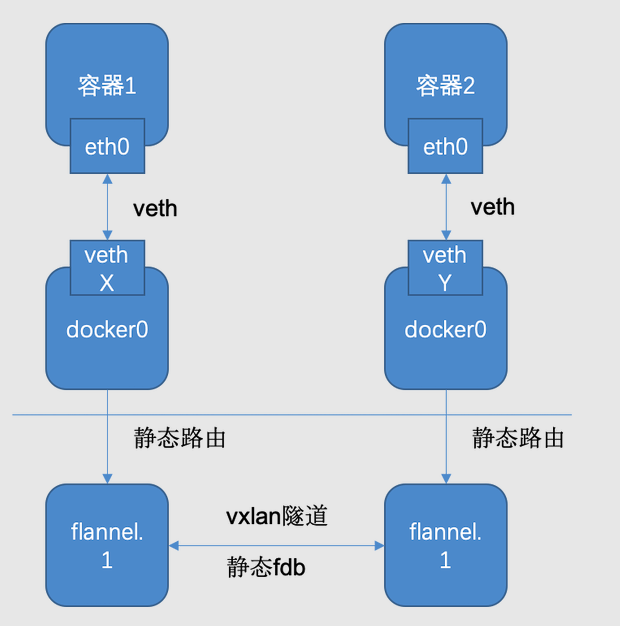 容器1
容器2
eth0
eth0
veth
veth
veth
X
veth
Y
docker0
docker0
静态路由
静态路由
flannel.
1
vxlan隧道
静态fdb
flannel.
1